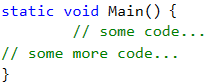 static void Main() {
        // some code...
// some more code...
}